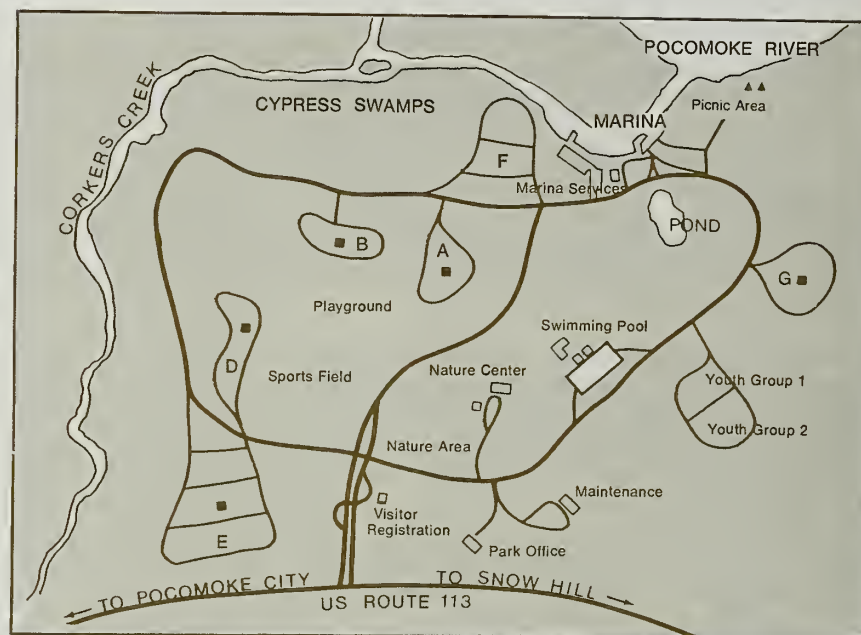 POCOMOKE RIVER
CORKERS CREEK
CYPRESS SWAMPS
Picnic Area
MARINA
F
Marina Services
B
A
POND
G
Playground
Swimming Pool
D
Sports Field
Nature Center
Youth Group 1
Youth Group 2
Nature Area
Maintenance
Visitor
Registration
E
Park Office
← TO POCOMOKE CITY
TO SNOW HILL →
US ROUTE 113